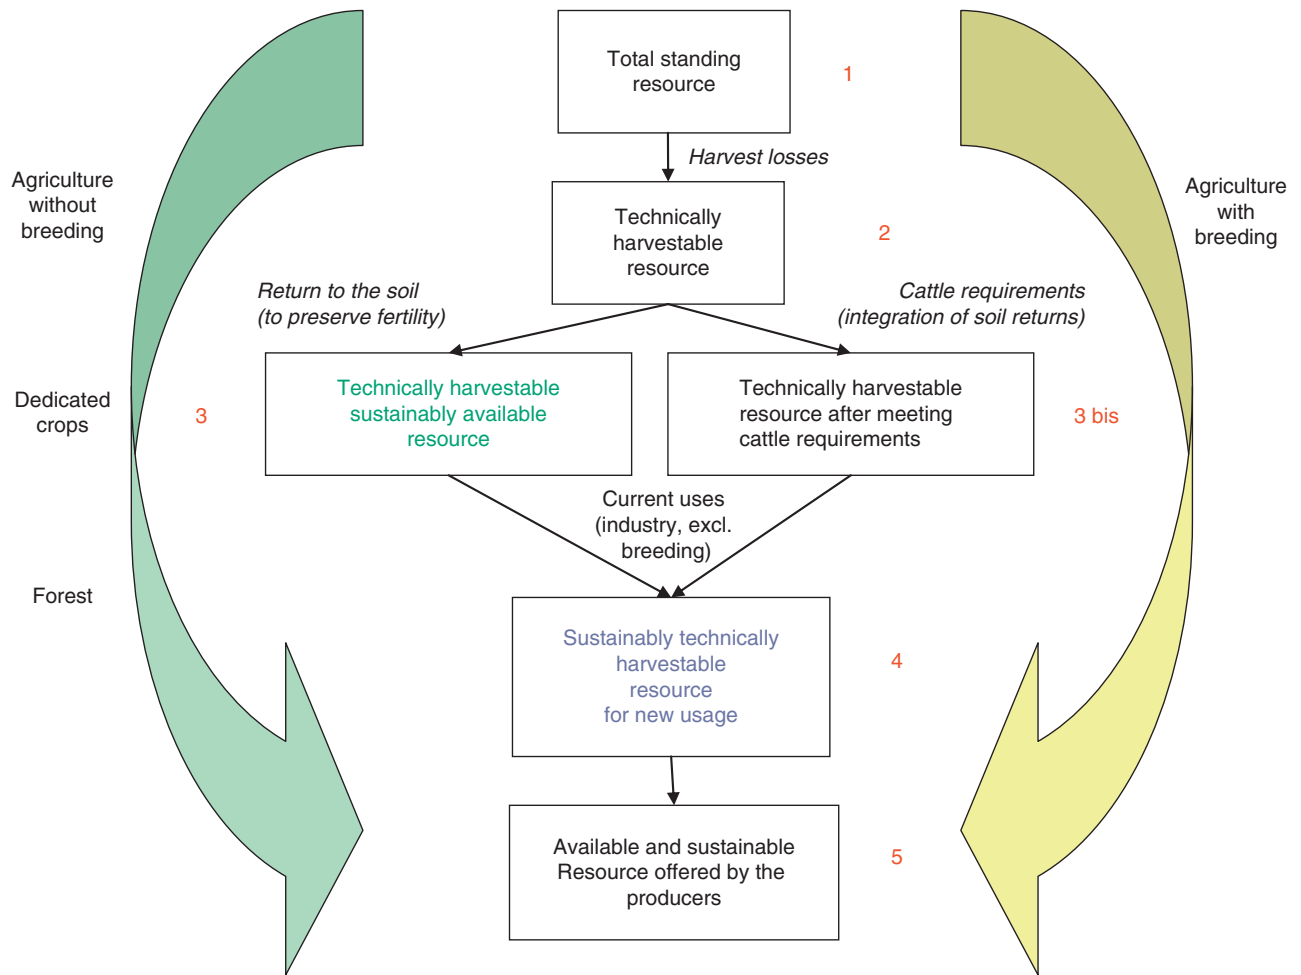 Total standing
resource
1
Harvest losses
Agriculture
without
breeding
Agriculture
with
breeding
Technically
harvestable
resource
2
Return to the soil
(to preserve fertility)
Cattle requirements
(integration of soil returns)
Dedicated
crops
3
Technically harvestable
sustainably available
resource
Technically harvestable
resource after meeting
cattle requirements
3 bis
Current uses
(industry, excl.
breeding)
Forest
Sustainably technically
harvestable
resource
for new usage
4
Available and sustainable
Resource offered by the
producers
5